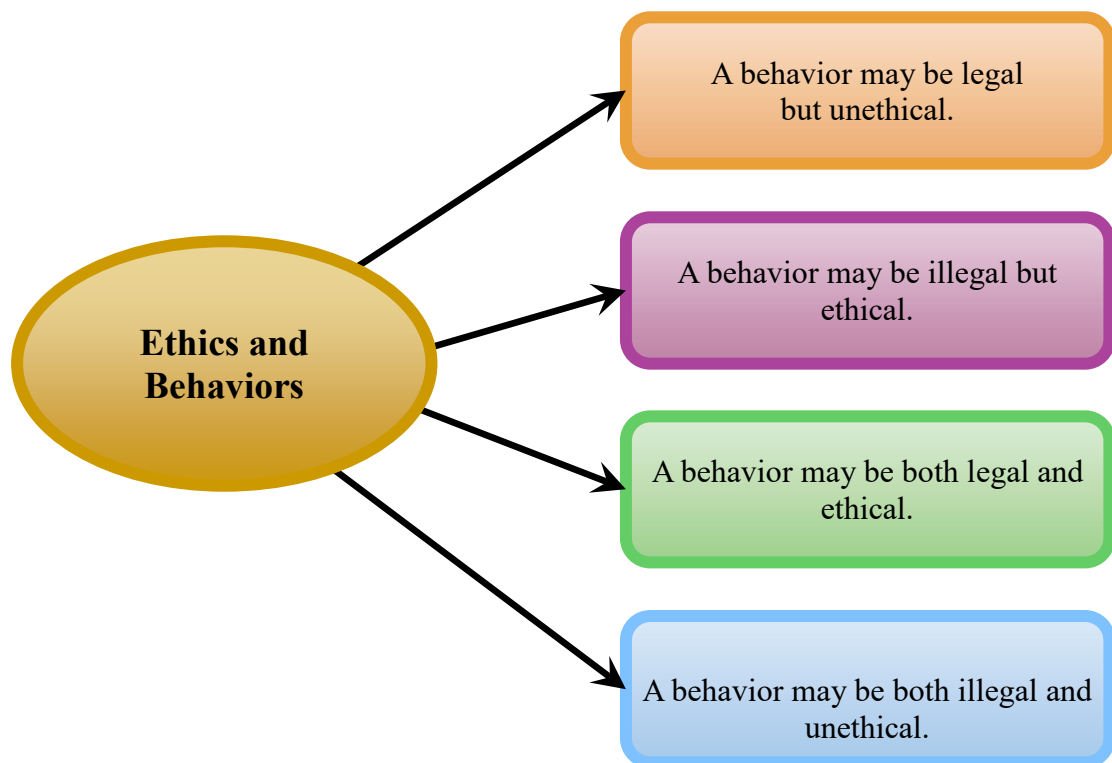 A behavior may be legal
but unethical.
A behavior may be illegal but
ethical.
Ethics and
Behaviors
A behavior may be both legal and
ethical.
A behavior may be both illegal and
unethical.